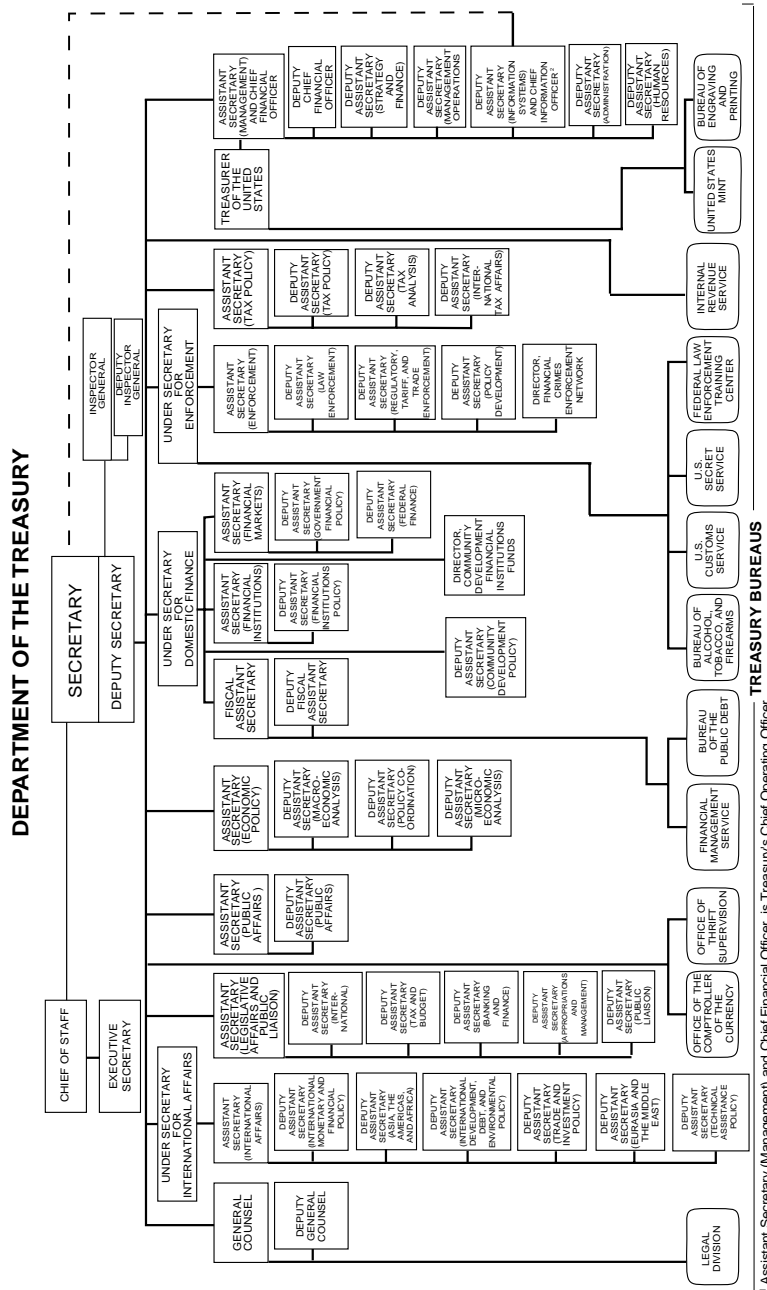 DEPARTMENT OF THE TREASURY
SECRETARY
DEPUTY SECRETARY
CHIEF OF STAFF
EXECUTIVE
SECRETARY
INSPECTOR
GENERAL
DEPUTY
INSPECTOR
GENERAL
UNDER SECRETARY
FOR
INTERNATIONAL AFFAIRS
UNDER SECRETARY
FOR
DOMESTIC FINANCE
UNDER SECRETARY
FOR
ENFORCEMENT
GENERAL
COUNSEL
DEPUTY
GENERAL
COUNSEL
ASSISTANT
SECRETARY
(INTERNATIONAL
AFFAIRS)
DEPUTY
ASSISTANT
SECRETARY
(INTERNATIONAL
MONETARY AND
FINANCIAL
POLICY)
DEPUTY
ASSISTANT
SECRETARY
(ASIA, THE
AMERICAS,
AND AFRICA)
DEPUTY
ASSISTANT
SECRETARY
(INTERNATIONAL
DEVELOPMENT,
DEBT, AND
ENVIRONMENTAL
POLICY)
DEPUTY
ASSISTANT
SECRETARY
(TRADE AND
INVESTMENT
POLICY)
DEPUTY
ASSISTANT
SECRETARY
(EURASIA AND
THE MIDDLE
EAST)
DEPUTY
ASSISTANT
SECRETARY
(TECHNICAL
ASSISTANCE
POLICY)
ASSISTANT
SECRETARY
(LEGISLATIVE
AFFAIRS AND
PUBLIC
LIAISON)
DEPUTY
ASSISTANT
SECRETARY
(INTER-
NATIONAL)
DEPUTY
ASSISTANT
SECRETARY
(TAX AND
BUDGET)
DEPUTY
ASSISTANT
SECRETARY
(BANKING
AND
FINANCE)
DEPUTY
ASSISTANT
SECRETARY
(APPROPRIATIONS
AND
MANAGEMENT)
DEPUTY
ASSISTANT
SECRETARY
(PUBLIC
LIAISON)
ASSISTANT
SECRETARY
(PUBLIC
AFFAIRS )
DEPUTY
ASSISTANT
SECRETARY
(PUBLIC
AFFAIRS)
ASSISTANT
SECRETARY
(ECONOMIC
POLICY)
DEPUTY
ASSISTANT
SECRETARY
(MACRO-
ECONOMIC
ANALYSIS)
DEPUTY
ASSISTANT
SECRETARY
(POLICY CO-
ORDINATION)
DEPUTY
ASSISTANT
SECRETARY
(MICRO-
ECONOMIC
ANALYSIS)
FISCAL
ASSISTANT
SECRETARY
DEPUTY
FISCAL
ASSISTANT
SECRETARY
ASSISTANT
SECRETARY
(FINANCIAL
INSTITUTIONS)
DEPUTY
ASSISTANT
SECRETARY
(FINANCIAL
INSTITUTIONS
POLICY)
ASSISTANT
SECRETARY
(FINANCIAL
MARKETS)
DEPUTY
ASSISTANT
SECRETARY
GOVERNMENT
FINANCIAL
POLICY)
DEPUTY
ASSISTANT
SECRETARY
(FEDERAL
FINANCE)
DEPUTY
ASSISTANT
SECRETARY
(COMMUNITY
DEVELOPMENT
POLICY)
DIRECTOR,
COMMUNITY
DEVELOPMENT
FINANCIAL
INSTITUTIONS
FUNDS
ASSISTANT
SECRETARY
(ENFORCEMENT)
DEPUTY
ASSISTANT
SECRETARY
(LAW
ENFORCEMENT)
DEPUTY
ASSISTANT
SECRETARY
(REGULATORY,
TARIFF, AND
TRADE
ENFORCEMENT)
DEPUTY
ASSISTANT
SECRETARY
(POLICY
DEVELOPMENT)
DIRECTOR,
FINANCIAL
CRIMES
ENFORCEMENT
NETWORK
ASSISTANT
SECRETARY
(TAX POLICY)
DEPUTY
ASSISTANT
SECRETARY
(TAX POLICY)
DEPUTY
ASSISTANT
SECRETARY
(TAX
ANALYSIS)
DEPUTY
ASSISTANT
SECRETARY
(INTER-
NATIONAL
TAX AFFAIRS)
TREASURER
OF THE
UNITED
STATES
ASSISTANT
SECRETARY
(MANAGEMENT)
AND CHIEF
FINANCIAL
OFFICER
DEPUTY
CHIEF
FINANCIAL
OFFICER
DEPUTY
ASSISTANT
SECRETARY
(STRATEGY
AND
FINANCE)
DEPUTY
ASSISTANT
SECRETARY
(MANAGEMENT
OPERATIONS
DEPUTY
ASSISTANT
SECRETARY
(INFORMATION
SYSTEMS)
AND CHIEF
INFORMATION
OFFICER²
DEPUTY
ASSISTANT
SECRETARY
(ADMINISTRATION)
DEPUTY
ASSISTANT
SECRETARY
(HUMAN
RESOURCES)
LEGAL
DIVISION
OFFICE OF THE
COMPTROLLER
OF THE
CURRENCY
OFFICE OF
THRIFT
SUPERVISION
FINANCIAL
MANAGEMENT
SERVICE
BUREAU
OF THE
PUBLIC DEBT
BUREAU OF
ALCOHOL,
TOBACCO, AND
FIREARMS
U.S.
CUSTOMS
SERVICE
U.S.
SECRET
SERVICE
FEDERAL LAW
ENFORCEMENT
TRAINING
CENTER
INTERNAL
REVENUE
SERVICE
UNITED STATES
MINT
BUREAU OF
ENGRAVING
AND
PRINTING
TREASURY BUREAUS
Assistant Secretary (Management) and Chief Financial Officer, is Treasury's Chief Operating Officer